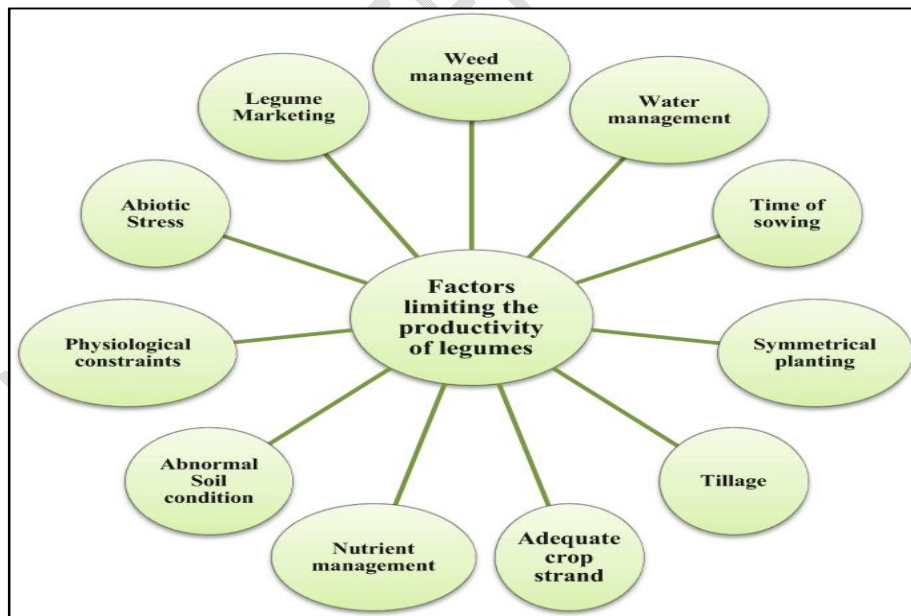 Weed
management
Water
management
Time of
sowing
Symmetrical
planting
Tillage
Adequate
crop
strand
Nutrient
management
Abnormal
Soil
condition
Physiological
constraints
Abiotic
Stress
Legume
Marketing
Factors
limiting the
productivity
of legumes